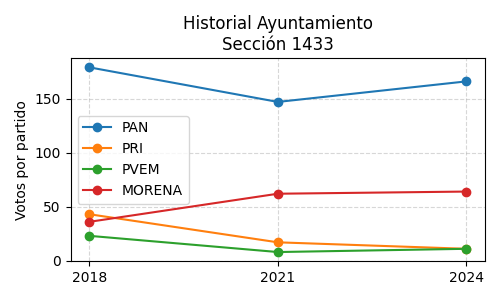 Historial Ayuntamiento
Sección 1433
Votos por partido
150
100
50
0
PAN
PRI
PVEM
MORENA
2018
2021
2024